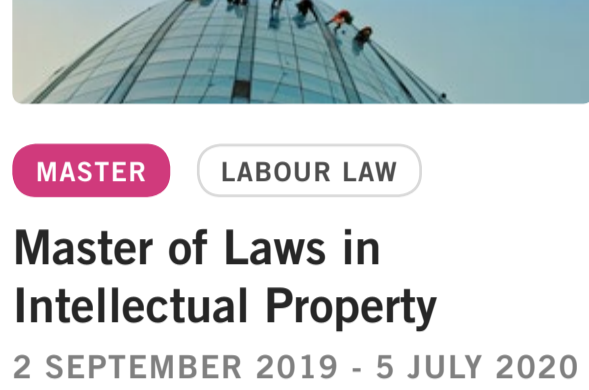 MASTER
LABOUR LAW
Master of Laws in
Intellectual Property
2 SEPTEMBER 2019 - 5 JULY 2020